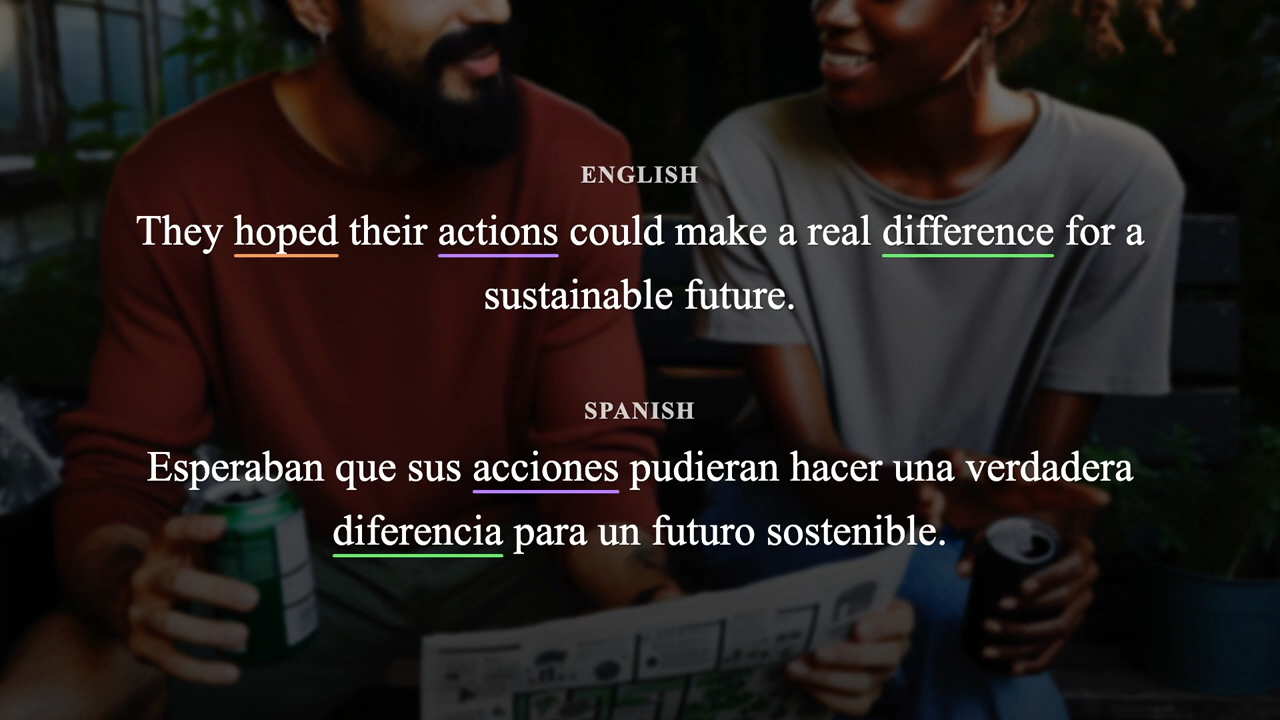 ENGLISH
They hoped their actions could make a real difference for a
sustainable future.
SPANISH
Esperaban que sus acciones pudieran hacer una verdadera
diferencia para un futuro sostenible.